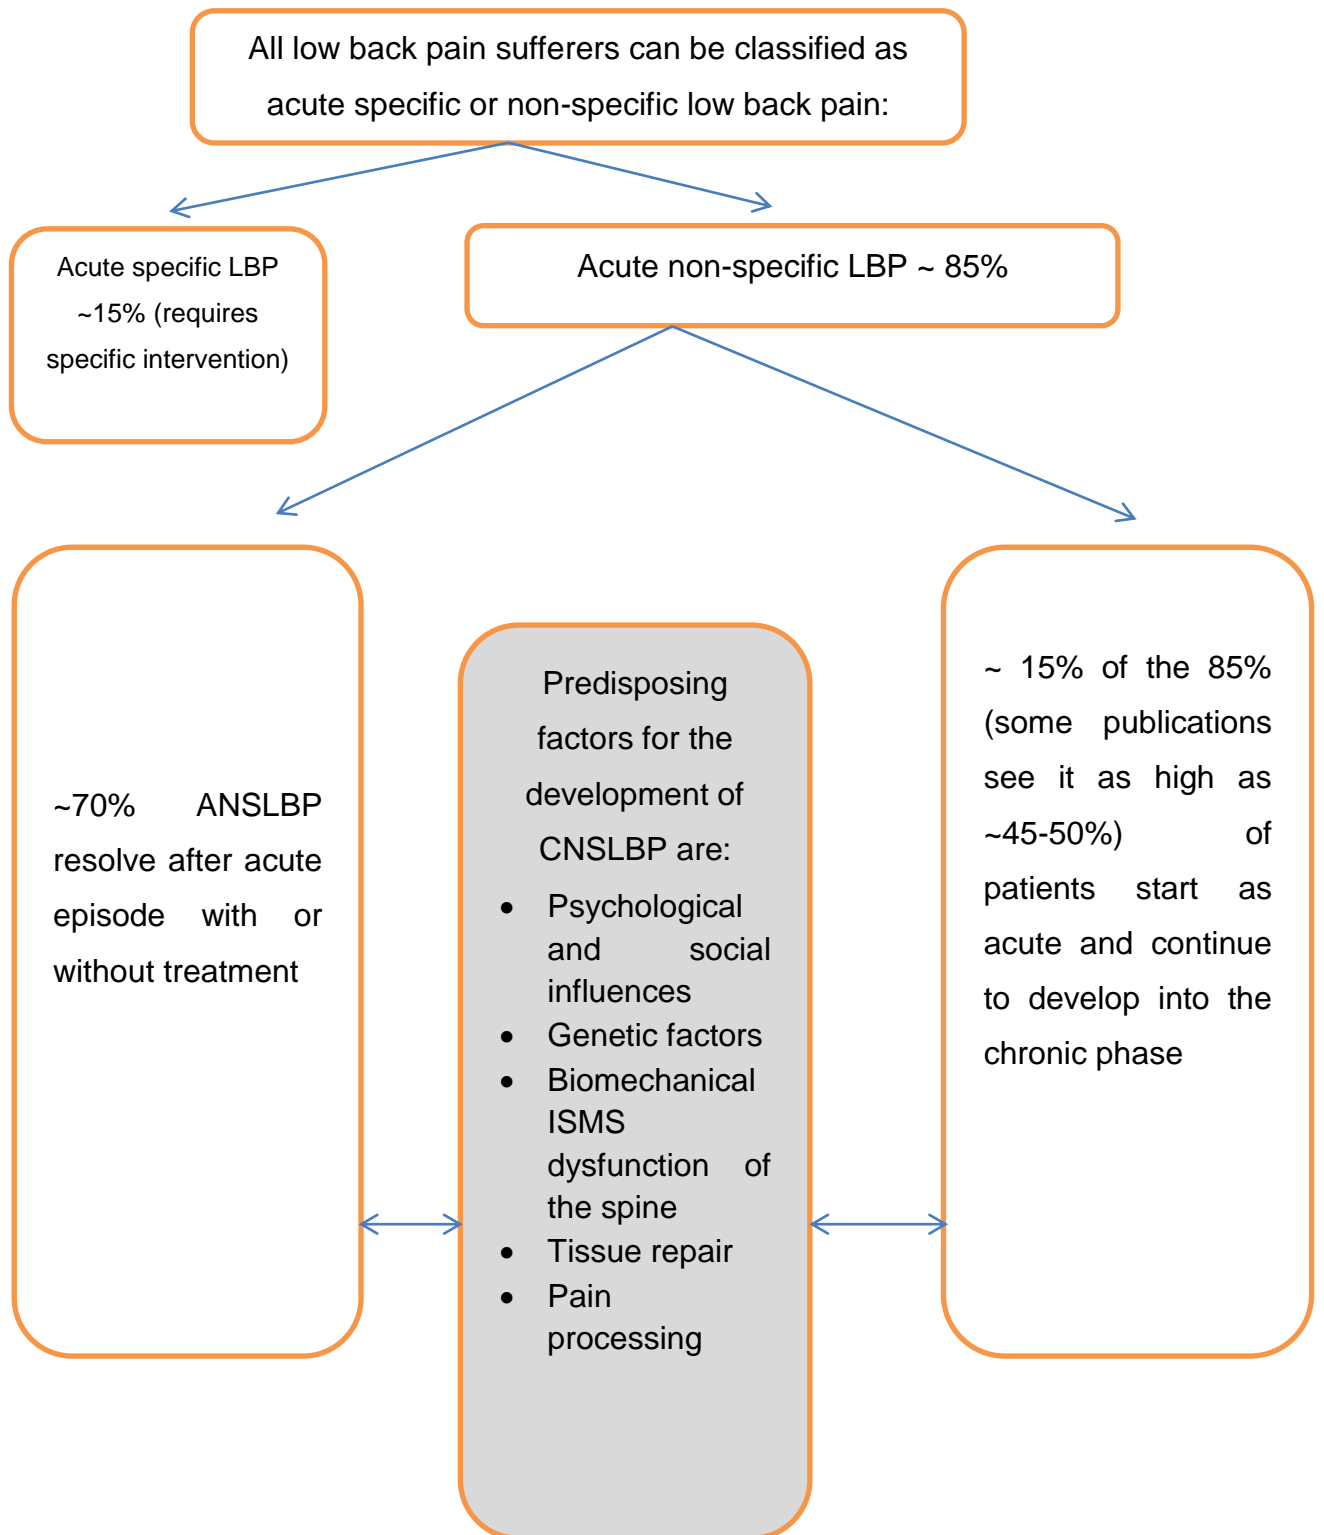 All low back pain sufferers can be classified as
acute specific or non-specific low back pain:
Acute specific LBP
~15% (requires
specific intervention)
Acute non-specific LBP ~ 85%
~70% ANSLBP
resolve after acute
episode with or
without treatment
Predisposing
factors for the
development of
CNSLBP are:
• Psychological
and social
influences
• Genetic factors
• Biomechanical
ISMS
dysfunction of
the spine
• Tissue repair
• Pain
processing
~ 15% of the 85%
(some publications
see it as high as
~45-50%) of
patients start as
acute and continue
to develop into the
chronic phase